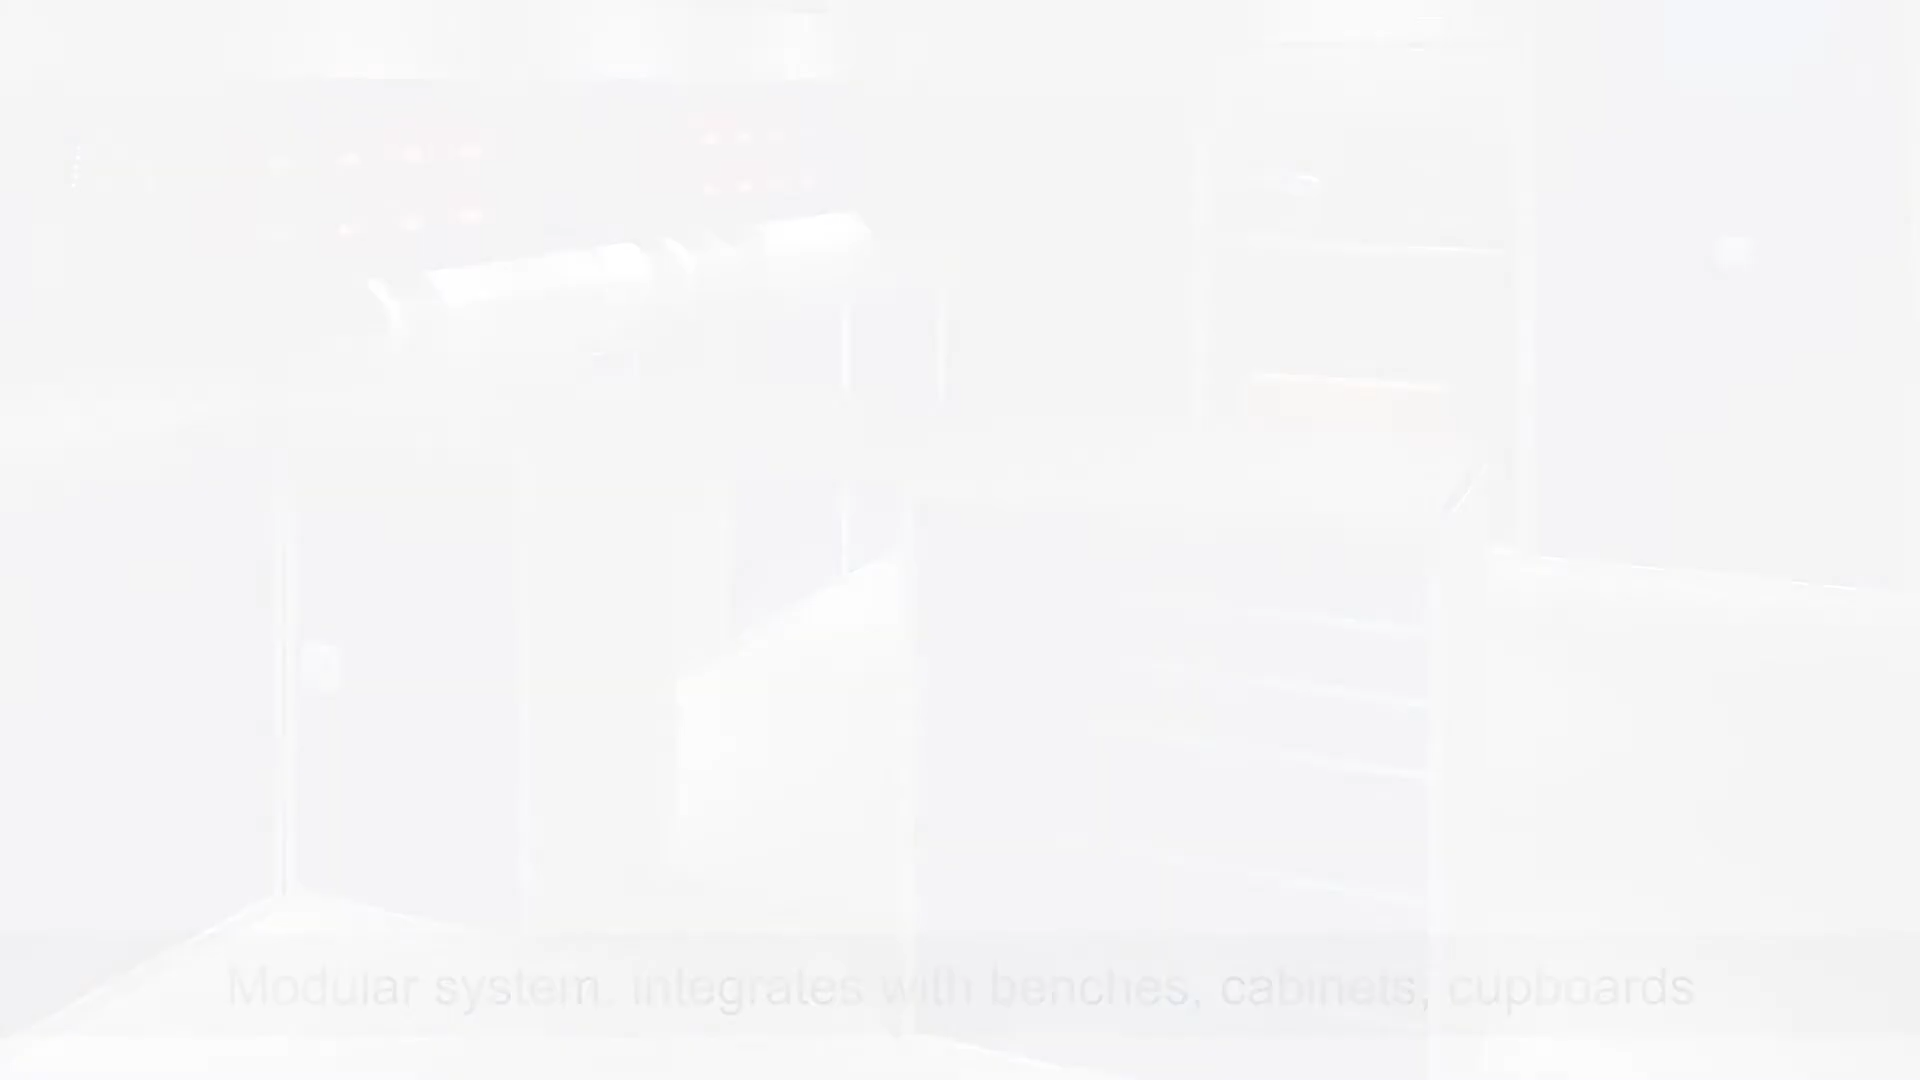 Modular system. integrates with benches, cabinets, cupboards